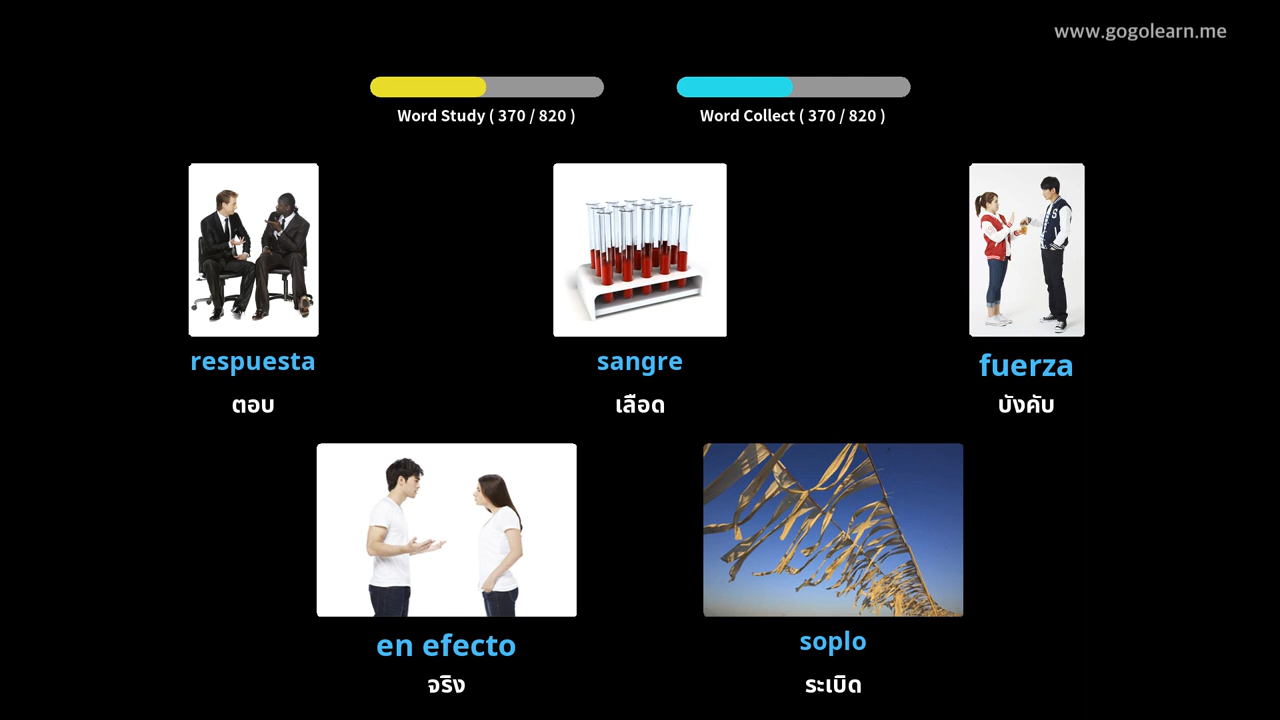 www.gogolearn.me
Word Study ( 370 / 820 )
Word Collect ( 370 / 820 )
respuesta
ตอบ
sangre
เลือด
fuerza
บังคับ
en efecto
จริง
soplo
ระเบิด